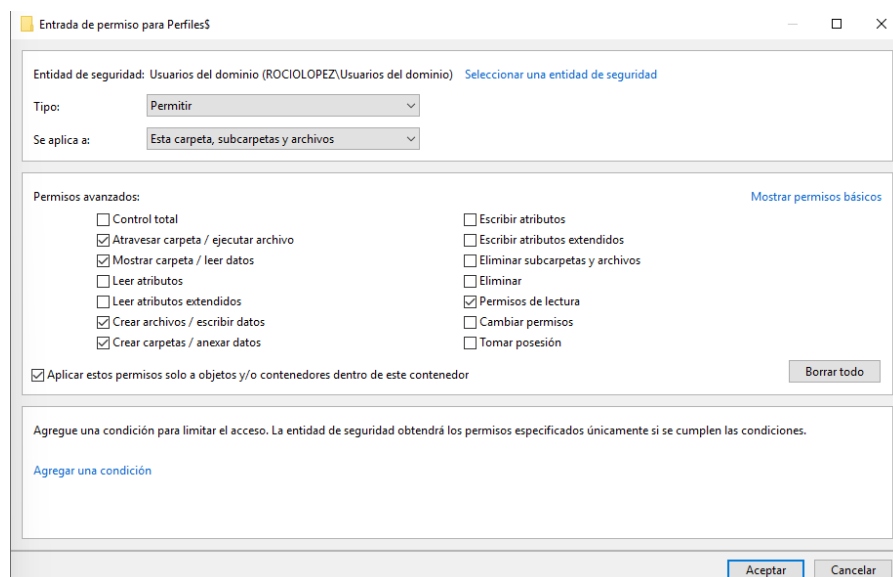 Entrada de permiso para Perfiles$
Entidad de seguridad: Usuarios del dominio (ROCIOLOPEZ\Usuarios del dominio) Seleccionar una entidad de seguridad
Tipo: Permitir
Se aplica a: Esta carpeta, subcarpetas y archivos
Permisos avanzados: Mostrar permisos básicos
Control total Escribir atributos
Atravesar carpeta / ejecutar archivo Escribir atributos extendidos
Mostrar carpeta / leer datos Eliminar subcarpetas y archivos
Leer atributos Eliminar
Leer atributos extendidos Permisos de lectura
Crear archivos / escribir datos Cambiar permisos
Crear carpetas / anexar datos Tomar posesión
Aplicar estos permisos solo a objetos y/o contenedores dentro de este contenedor Borrar todo
Agregue una condición para limitar el acceso. La entidad de seguridad obtendrá los permisos especificados únicamente si se cumplen las condiciones.
Agregar una condición
Aceptar Cancelar